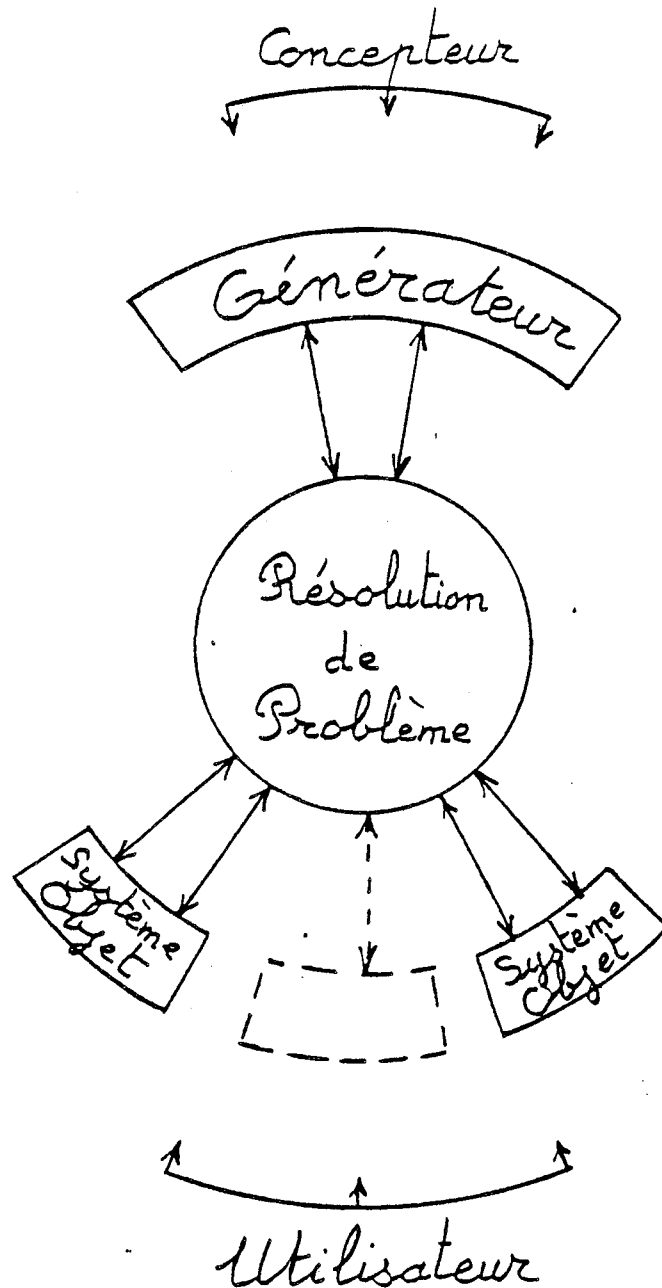 Concepteur
Générateur
Résolution
de
Problème
Système
Objet
Système
Objet
Utilisateur